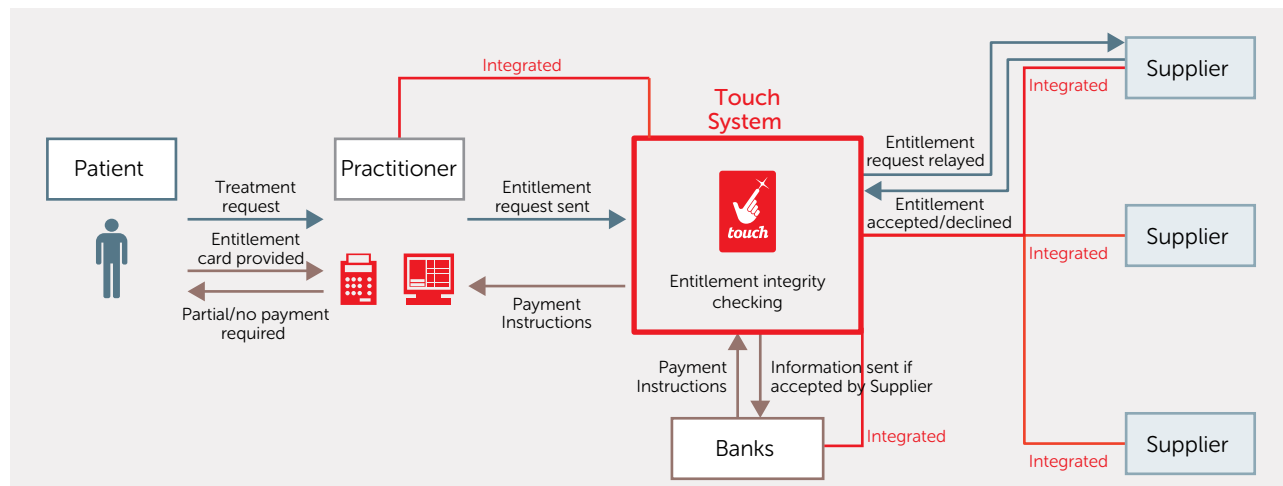 Integrated
Touch
System
Patient
Practitioner
Treatment
request
Entitlement
card provided
Partial/no payment
required
Entitlement
request sent
Payment
Instructions
touch
Entitlement integrity
checking
Entitlement
request relayed
Entitlement
accepted/declined
Payment
Instructions
Information sent if
accepted by Supplier
Banks
Integrated
Supplier
Integrated
Supplier
Integrated
Supplier
Integrated